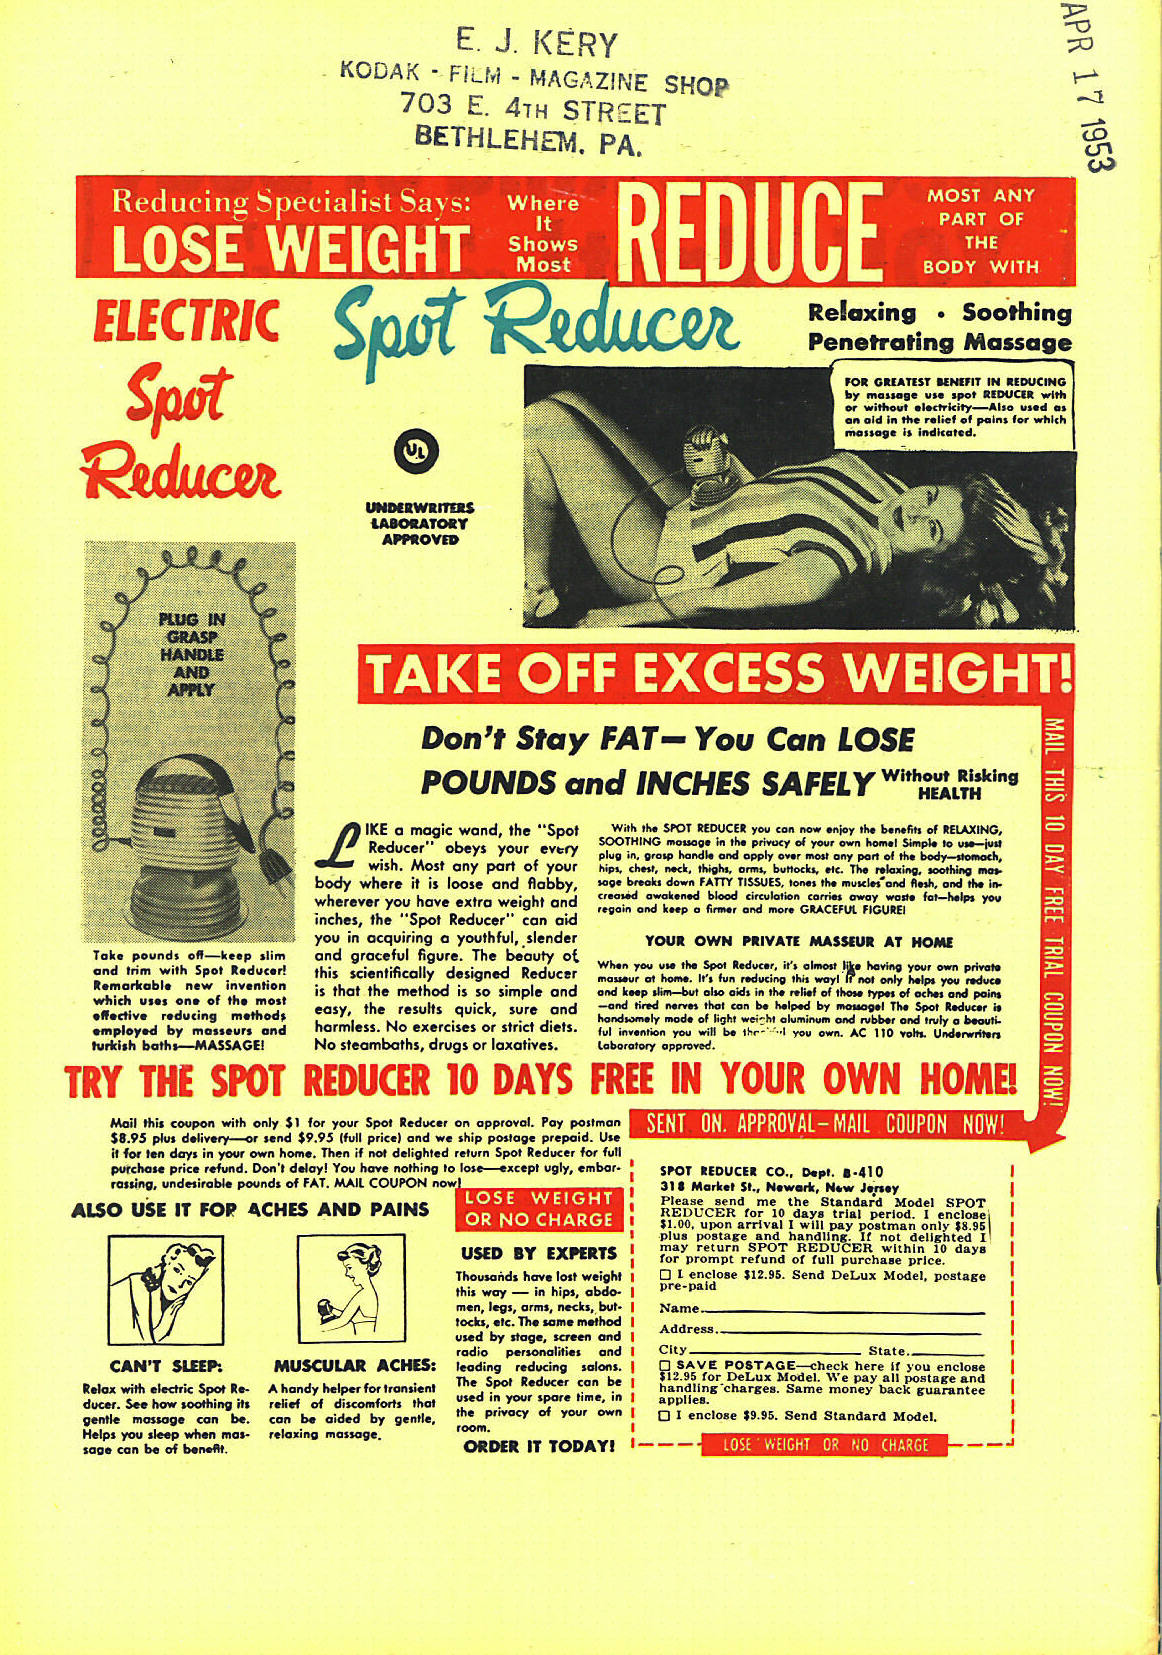 E. J. KERY
KODAK - FILM - MAGAZINE SHOP
703 E. 4TH STREET
BETHLEHEM, PA.
APR 17 1953
Reducing Specialist Says:
LOSE WEIGHT
Where
It
Shows
Most
REDUCE
MOST ANY
PART OF
THE
BODY WITH
ELECTRIC
Spot
Reducer
Spot Reducer
Relaxing • Soothing
Penetrating Massage
UL
UNDERWRITERS
LABORATORY
APPROVED
FOR GREATEST BENEFIT IN REDUCING
by massage use spot REDUCER with
or without electricity—Also used as
an aid in the relief of pains for which
massage is indicated.
PLUG IN
GRASP
HANDLE
AND
APPLY
Take pounds off—keep slim
and trim with Spot Reducer!
Remarkable new invention
which uses one of the most
effective reducing methods
employed by masseurs and
turkish baths—MASSAGE!
TAKE OFF EXCESS WEIGHT!
Don't Stay FAT— You Can LOSE
POUNDS and INCHES SAFELY Without Risking
HEALTH
LIKE a magic wand, the "Spot
Reducer" obeys your every
wish. Most any part of your
body where it is loose and flabby,
wherever you have extra weight and
inches, the "Spot Reducer" can aid
you in acquiring a youthful, slender
and graceful figure. The beauty of
this scientifically designed Reducer
is that the method is so simple and
easy, the results quick, sure and
harmless. No exercises or strict diets.
No steambaths, drugs or laxatives.
With the SPOT REDUCER you can now enjoy the benefits of RELAXING,
SOOTHING massage in the privacy of your own home! Simple to use—just
plug in, grasp handle and apply over most any part of the body—stomach,
hips, chest, neck, thighs, arms, buttocks, etc. The relaxing, soothing mas-
sage breaks down FATTY TISSUES, tones the muscles and flesh, and the in-
creased awakened blood circulation carries away waste fat—helps you
regain and keep a firmer and more GRACEFUL FIGURE!
YOUR OWN PRIVATE MASSEUR AT HOME
When you use the Spot Reducer, it's almost like having your own private
masseur at home. It's fun reducing this way! It not only helps you reduce
and keep slim—but also aids in the relief of those types of aches and pains
—and tired nerves that can be helped by massage! The Spot Reducer is
handsomely made of light weight aluminum and rubber and truly a beauti-
ful invention you will be you own. AC 110 volts. Underwriters
Laboratory approved.
MAIL THIS 10 DAY FREE TRIAL COUPON NOW!
TRY THE SPOT REDUCER 10 DAYS FREE IN YOUR OWN HOME!
Mail this coupon with only $1 for your Spot Reducer on approval. Pay postman
$8.95 plus delivery—or send $9.95 (full price) and we ship postage prepaid. Use
it for ten days in your own home. Then if not delighted return Spot Reducer for full
purchase price refund. Don't delay! You have nothing to lose—except ugly, embar-
rassing, undesirable pounds of FAT. MAIL COUPON now!
ALSO USE IT FOR ACHES AND PAINS
CAN'T SLEEP:
Relax with electric Spot Re-
ducer. See how soothing its
gentle massage can be.
Helps you sleep when mas-
sage can be of benefit.
MUSCULAR ACHES:
A handy helper for transient
relief of discomforts that
can be aided by gentle,
relaxing massage.
LOSE WEIGHT
OR NO CHARGE
USED BY EXPERTS
Thousands have lost weight
this way — in hips, abdo-
men, legs, arms, necks, but-
tocks, etc. The same method
used by stage, screen and
radio personalities and
leading reducing salons.
The Spot Reducer can be
used in your spare time, in
the privacy of your own
room.
ORDER IT TODAY!
SENT ON APPROVAL—MAIL COUPON NOW!
SPOT REDUCER CO., Dept. B-410
318 Market St., Newark, New Jersey
Please send me the Standard Model SPOT
REDUCER for 10 days trial period. I enclose
$1.00, upon arrival I will pay postman only $8.95
plus postage and handling. If not delighted I
may return SPOT REDUCER within 10 days
for prompt refund of full purchase price.
□ I enclose $12.95. Send DeLux Model, postage
pre-paid
Name
Address
City State
□ SAVE POSTAGE—check here if you enclose
$12.95 for DeLux Model. We pay all postage and
handling charges. Same money back guarantee
applies.
□ I enclose $9.95. Send Standard Model.
LOSE WEIGHT OR NO CHARGE